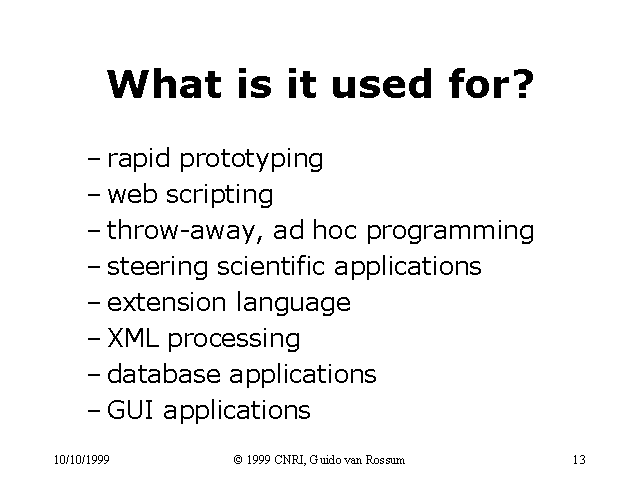 What is it used for?
– rapid prototyping
– web scripting
– throw-away, ad hoc programming
– steering scientific applications
– extension language
– XML processing
– database applications
– GUI applications
10/10/1999 © 1999 CNRI, Guido van Rossum 13